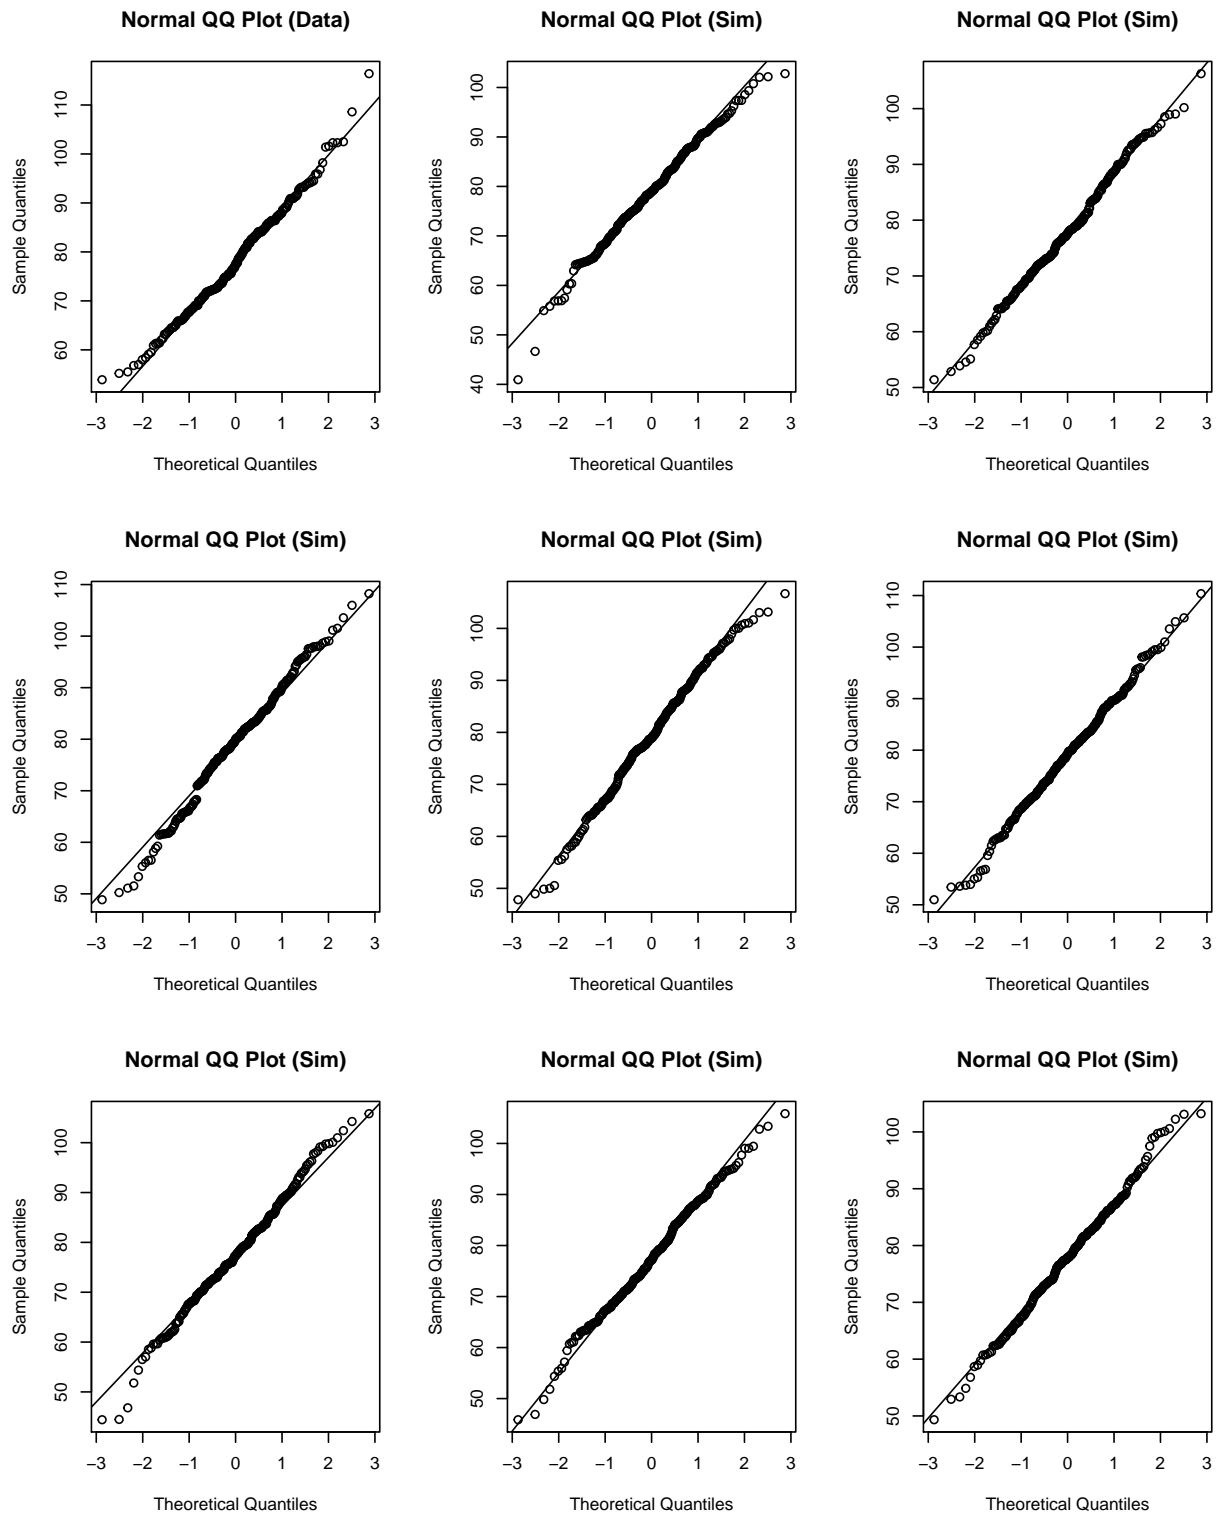 Normal QQ Plot (Data)
Sample Quantiles
60 70 80 90 100 110
−3 −2 −1 0 1 2 3
Theoretical Quantiles
Normal QQ Plot (Sim)
Sample Quantiles
40 50 60 70 80 90 100
−3 −2 −1 0 1 2 3
Theoretical Quantiles
Normal QQ Plot (Sim)
Sample Quantiles
50 60 70 80 90 100
−3 −2 −1 0 1 2 3
Theoretical Quantiles
Normal QQ Plot (Sim)
Sample Quantiles
50 60 70 80 90 100 110
−3 −2 −1 0 1 2 3
Theoretical Quantiles
Normal QQ Plot (Sim)
Sample Quantiles
50 60 70 80 90 100
−3 −2 −1 0 1 2 3
Theoretical Quantiles
Normal QQ Plot (Sim)
Sample Quantiles
50 60 70 80 90 100 110
−3 −2 −1 0 1 2 3
Theoretical Quantiles
Normal QQ Plot (Sim)
Sample Quantiles
50 60 70 80 90 100
−3 −2 −1 0 1 2 3
Theoretical Quantiles
Normal QQ Plot (Sim)
Sample Quantiles
50 60 70 80 90 100
−3 −2 −1 0 1 2 3
Theoretical Quantiles
Normal QQ Plot (Sim)
Sample Quantiles
50 60 70 80 90 100
−3 −2 −1 0 1 2 3
Theoretical Quantiles